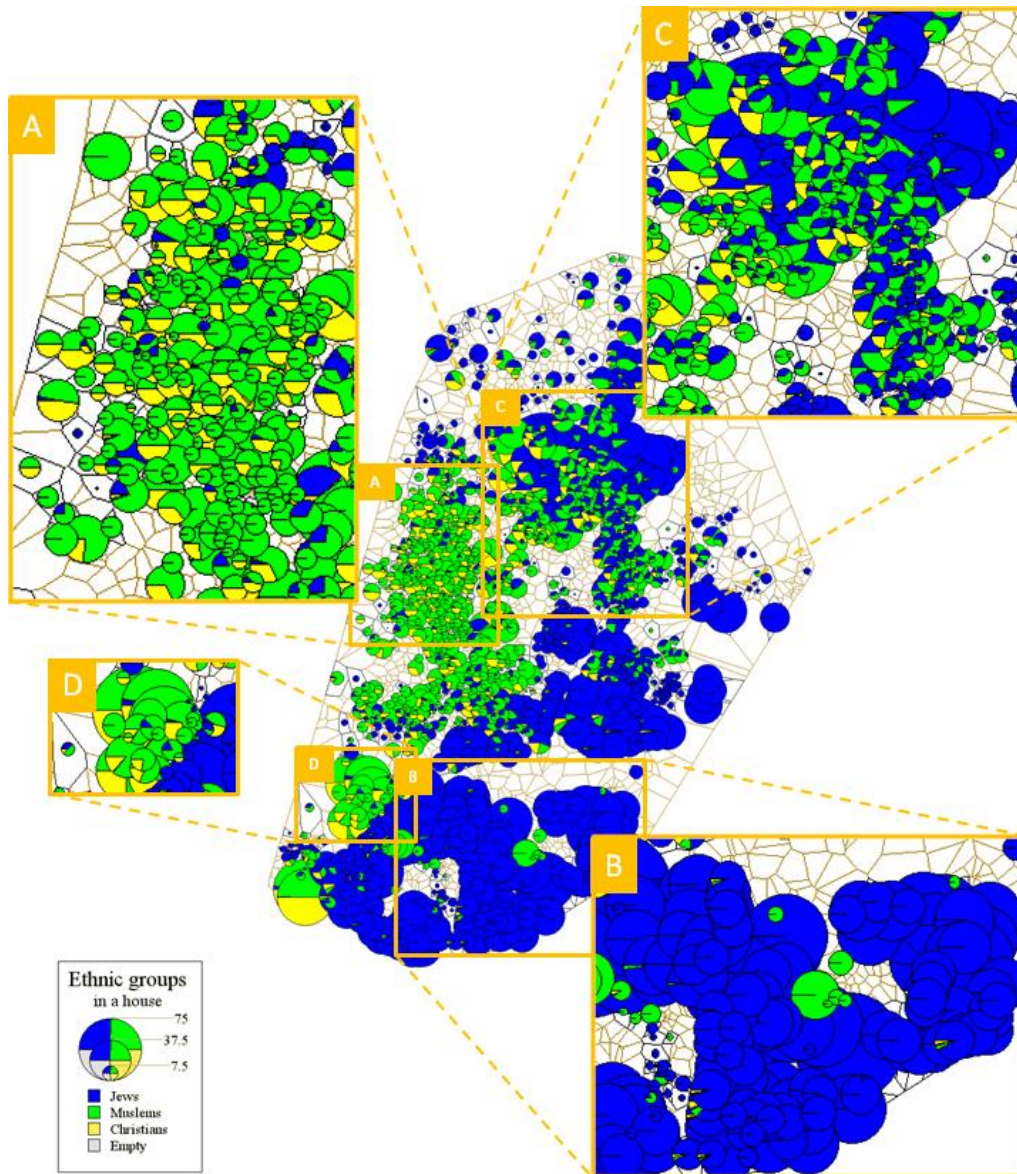 C
A
C
A
D
D
B
B
Ethnic groups
in a house
75
37.5
7.5
Jews
Muslems
Christians
Empty